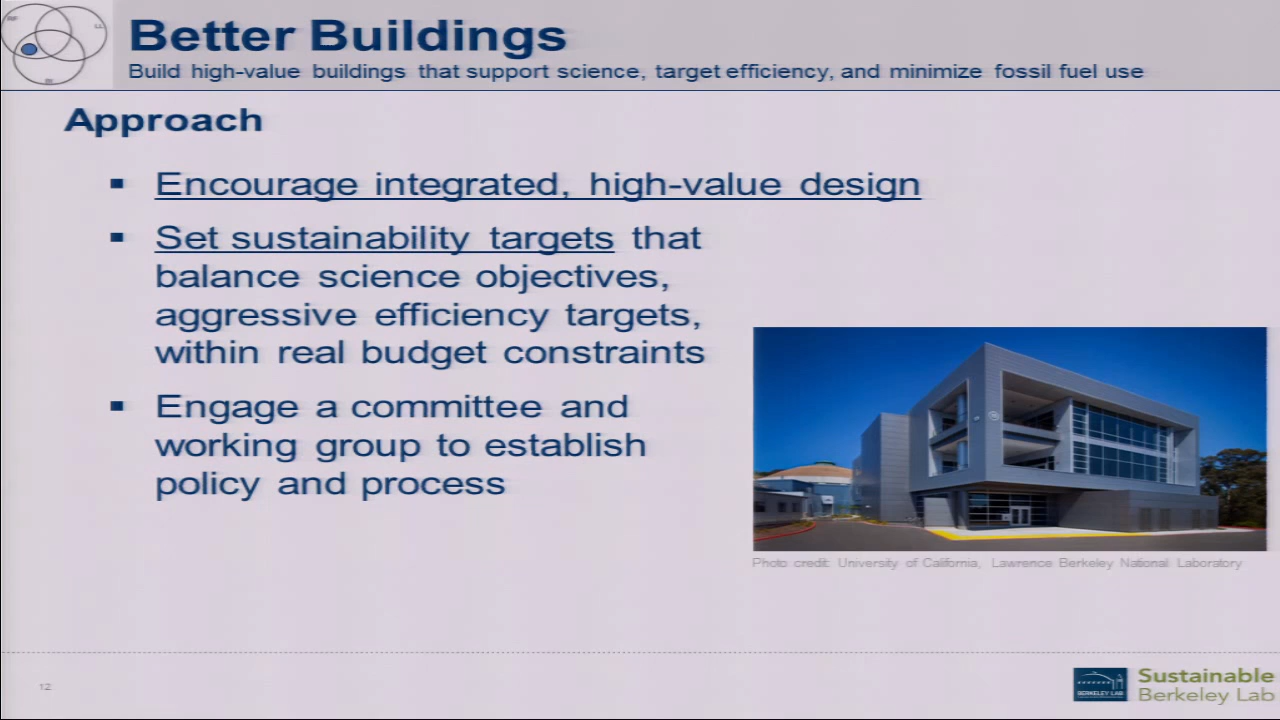 Better Buildings
Build high-value buildings that support science, target efficiency, and minimize fossil fuel use
Approach
▪ Encourage integrated, high-value design
▪ Set sustainability targets that
balance science objectives,
aggressive efficiency targets,
within real budget constraints
▪ Engage a committee and
working group to establish
policy and process
Photo credit: University of California, Lawrence Berkeley National Laboratory
12
BERKELEY LAB
Sustainable
Berkeley Lab